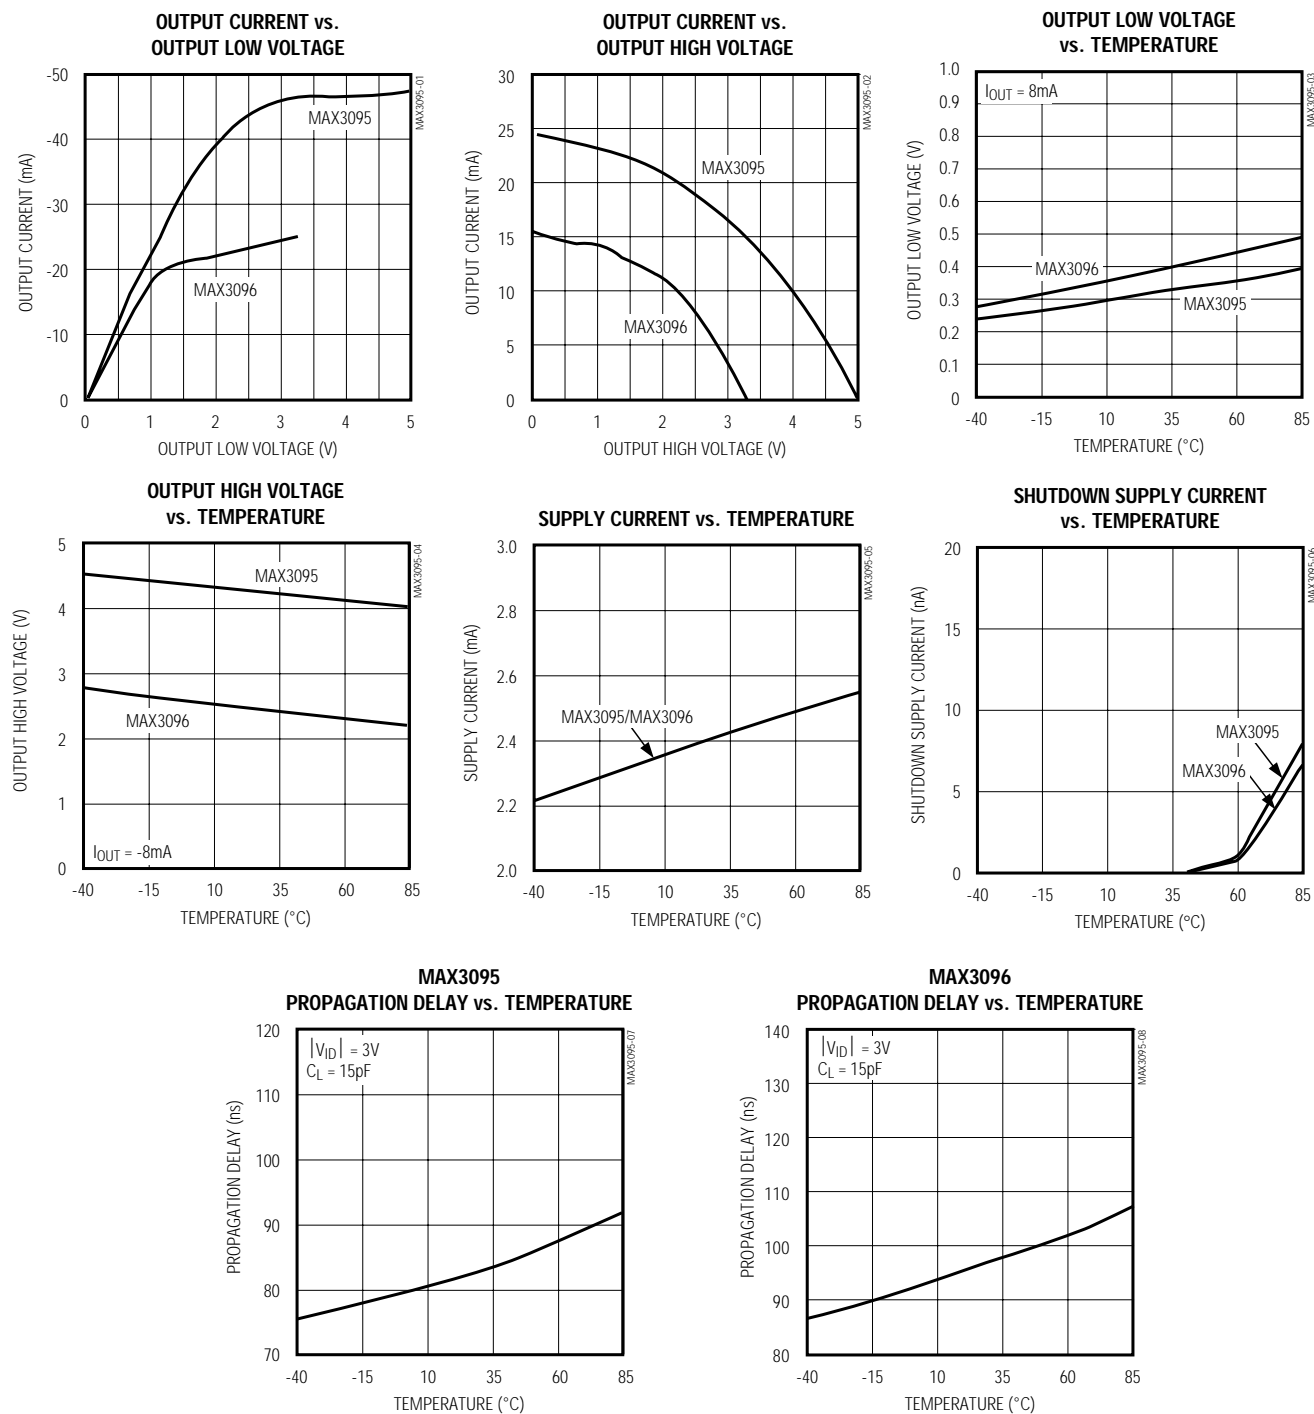 OUTPUT CURRENT vs.
OUTPUT LOW VOLTAGE
-50
-40
-30
-20
-10
0
OUTPUT CURRENT (mA)
MAX3095
MAX3096
MAX3095-01
0 1 2 3 4 5
OUTPUT LOW VOLTAGE (V)
OUTPUT CURRENT vs.
OUTPUT HIGH VOLTAGE
30
25
20
15
10
5
0
OUTPUT CURRENT (mA)
MAX3095
MAX3096
MAX3095-02
0 1 2 3 4 5
OUTPUT HIGH VOLTAGE (V)
OUTPUT LOW VOLTAGE
vs. TEMPERATURE
1.0
0.9
0.8
0.7
0.6
0.5
0.4
0.3
0.2
0.1
0
OUTPUT LOW VOLTAGE (V)
IOUT = 8mA
MAX3096
MAX3095
MAX3095-03
-40 -15 10 35 60 85
TEMPERATURE (°C)
OUTPUT HIGH VOLTAGE
vs. TEMPERATURE
5
4
3
2
1
0
OUTPUT HIGH VOLTAGE (V)
MAX3095
MAX3096
IOUT = -8mA
MAX3095-04
-40 -15 10 35 60 85
TEMPERATURE (°C)
SUPPLY CURRENT vs. TEMPERATURE
3.0
2.8
2.6
2.4
2.2
2.0
SUPPLY CURRENT (nA)
MAX3095/MAX3096
MAX3095-05
-40 -15 10 35 60 85
TEMPERATURE (°C)
SHUTDOWN SUPPLY CURRENT
vs. TEMPERATURE
20
15
10
5
0
SHUTDOWN SUPPLY CURRENT (nA)
MAX3095
MAX3096
MAX3095-06
-40 -15 10 35 60 85
TEMPERATURE (°C)
MAX3095
PROPAGATION DELAY vs. TEMPERATURE
120
110
100
90
80
70
PROPAGATION DELAY (ns)
|VID| = 3V
CL = 15pF
MAX3095-07
-40 -15 10 35 60 85
TEMPERATURE (°C)
MAX3096
PROPAGATION DELAY vs. TEMPERATURE
140
130
120
110
100
90
80
PROPAGATION DELAY (ns)
|VID| = 3V
CL = 15pF
MAX3095-08
-40 -15 10 35 60 85
TEMPERATURE (°C)